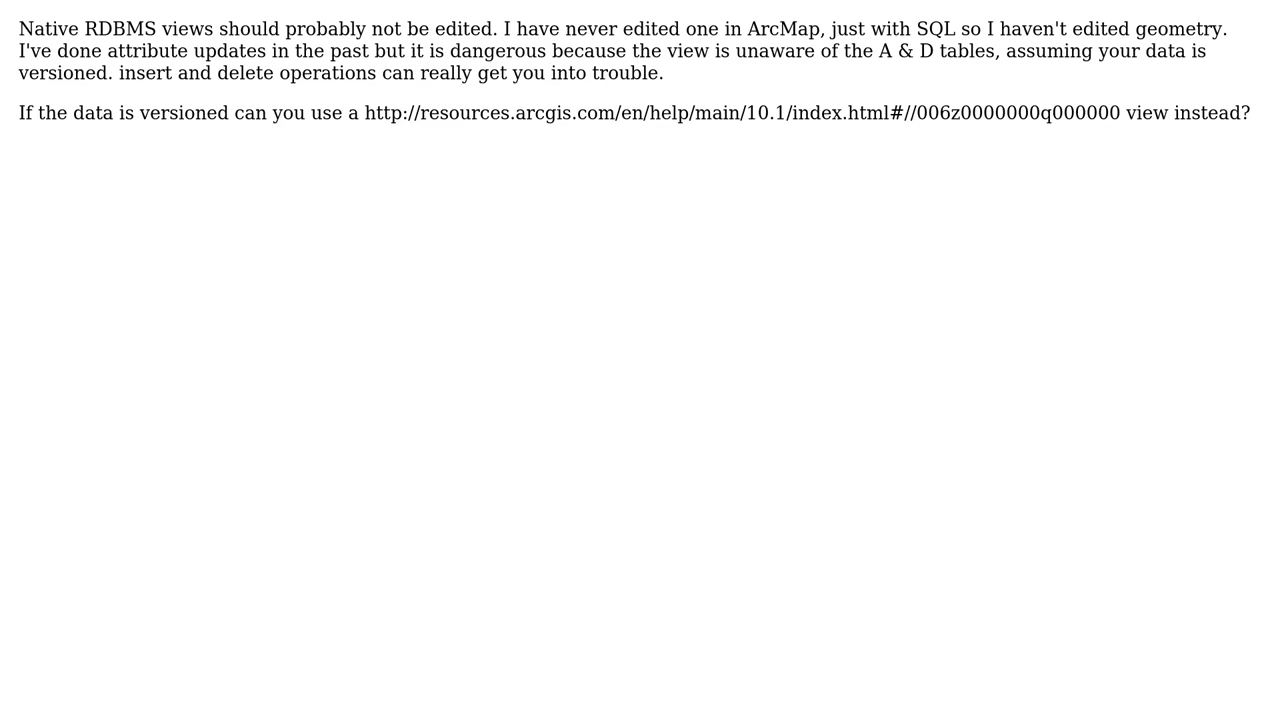 Native RDBMS views should probably not be edited. I have never edited one in ArcMap, just with SQL so I haven't edited geometry.
I've done attribute updates in the past but it is dangerous because the view is unaware of the A & D tables, assuming your data is
versioned. insert and delete operations can really get you into trouble.
If the data is versioned can you use a http://resources.arcgis.com/en/help/main/10.1/index.html#//006z0000000q000000 view instead?